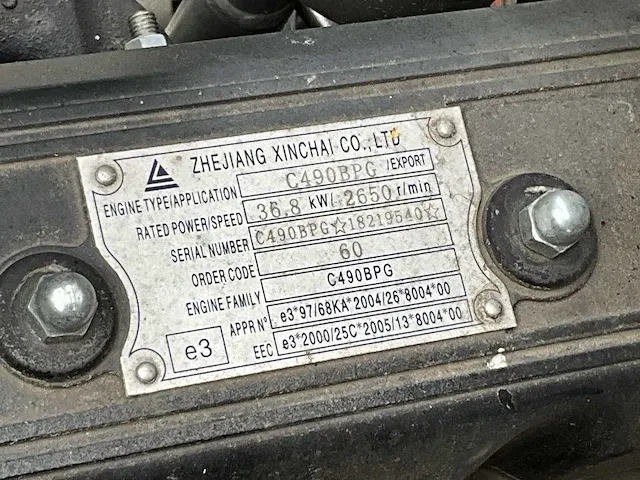 ZHEJIANG XINCHAI CO.,LTD
ENGINE TYPE/APPLICATION C490BPG /EXPORT
RATED POWER/SPEED 36.8 kW/ 2650 r/min
SERIAL NUMBER C490BPG☆18219540☆
ORDER CODE 60
ENGINE FAMILY C490BPG
APPR N° e3*97/68KA*2004/26*8004*00
e3 EEC e3*2000/25C*2005/13*8004*00